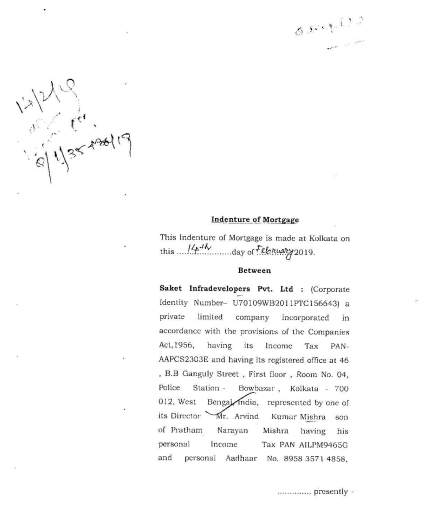 14/2/19
Indenture of Mortgage
This Indenture of Mortgage is made at Kolkata on
this ....14th............day of February 2019.
Between
Saket Infradevelopers Pvt. Ltd : (Corporate
Identity Number– U70109WB2011PTC156643) a
private limited company incorporated in
accordance with the provisions of the Companies
Act,1956, having its Income Tax PAN-
AAPCS2303E and having its registered office at 46
, B.B Ganguly Street , First floor , Room No. 04,
Police Station - Bowbazar , Kolkata - 700
012, West Bengal, India, represented by one of
its Director Mr. Arvind Kumar Mishra son
of Pratham Narayan Mishra having his
personal Income Tax PAN AILPM9465G
and personal Aadhaar No. 8958 3571 4858,
.............. presently -